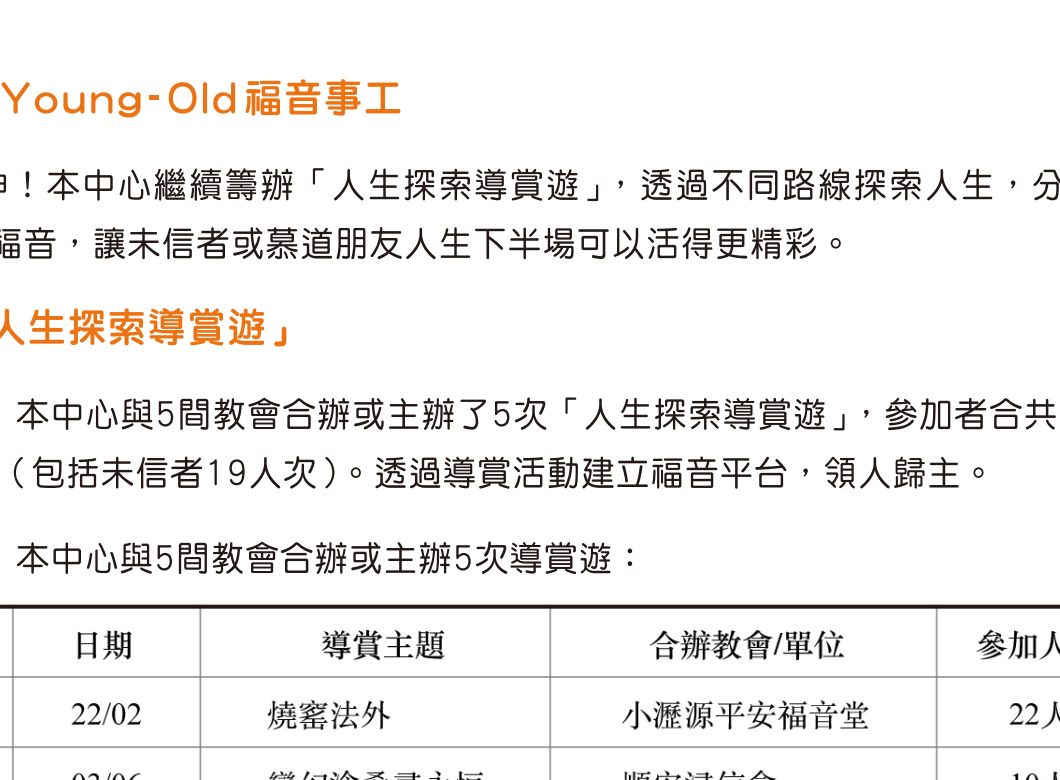 Young-Old福音事工
！本中心繼續籌辦「人生探索導賞遊」，透過不同路線探索人生，分
福音，讓未信者或慕道朋友人生下半場可以活得更精彩。
人生探索導賞遊」
本中心與5間教會合辦或主辦了5次「人生探索導賞遊」，參加者合共
（包括未信者19人次）。透過導賞活動建立福音平台，領人歸主。
本中心與5間教會合辦或主辦5次導賞遊：
日期 導賞主題 合辦教會/單位 參加人
22/02 燒窰法外 小瀝源平安福音堂 22人